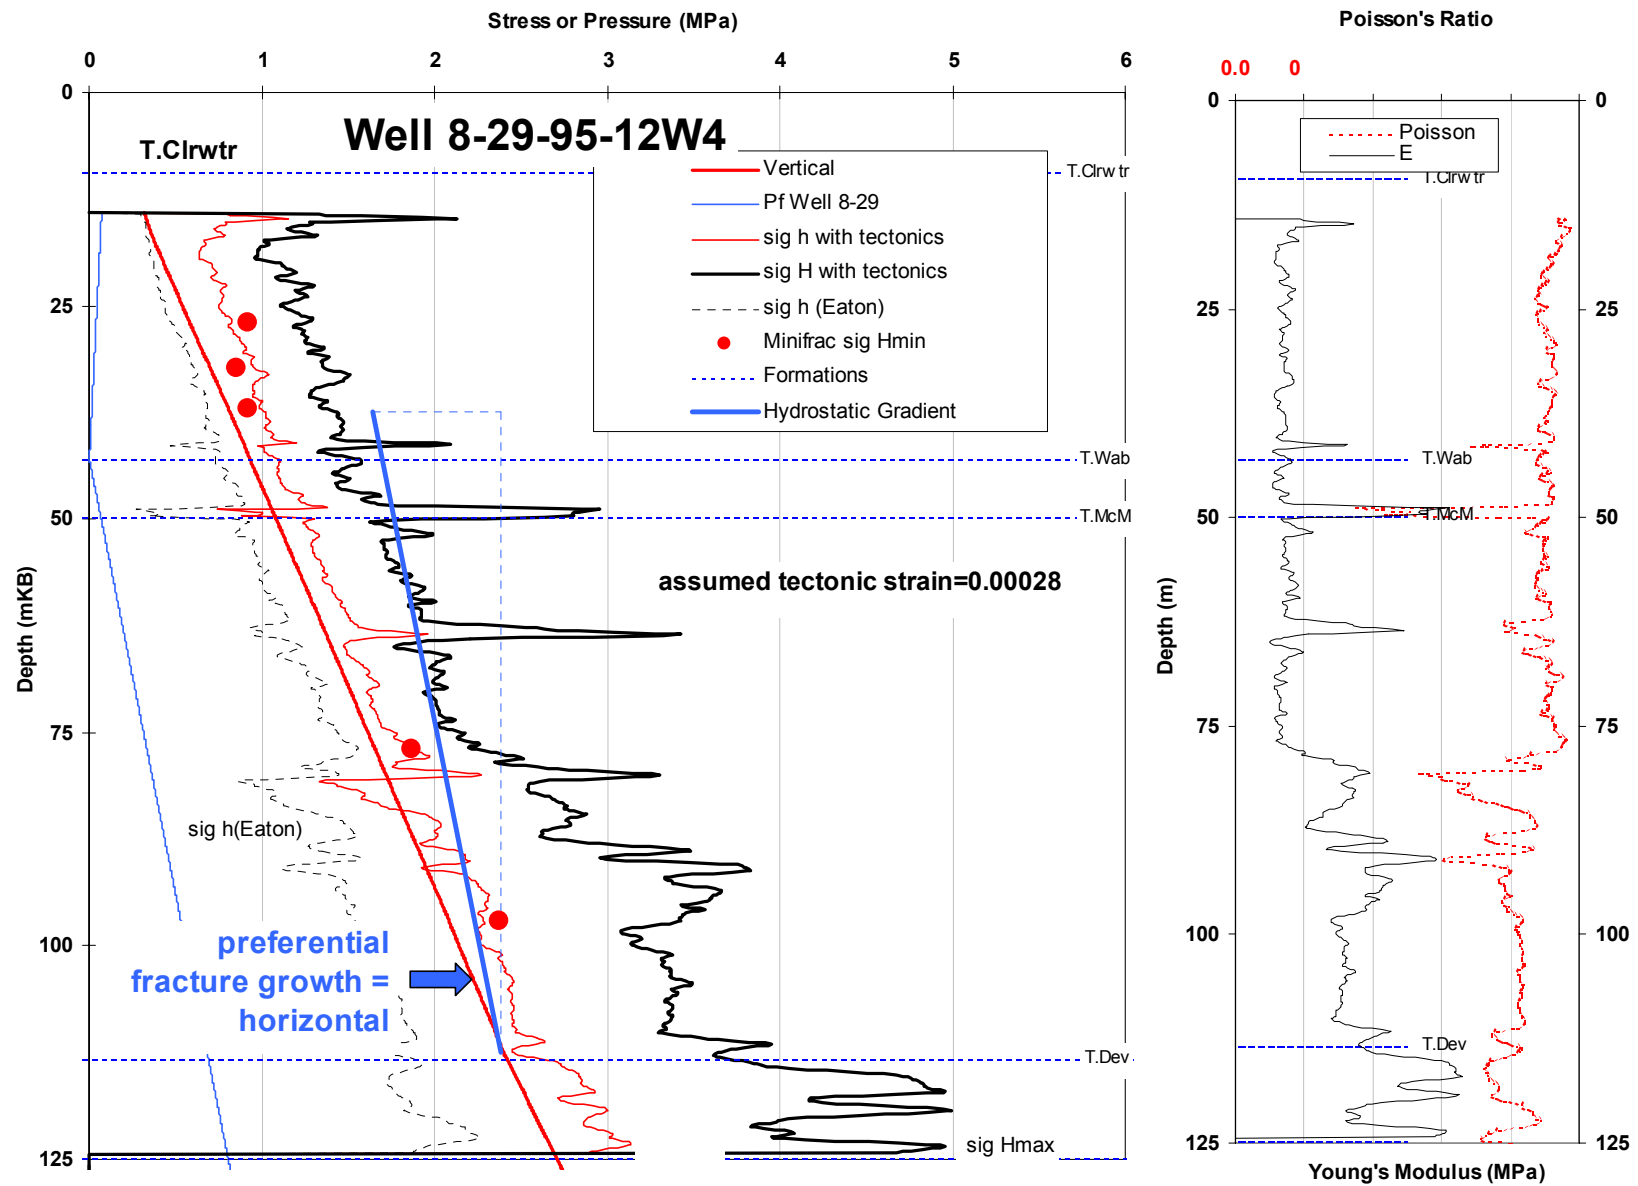 Stress or Pressure (MPa)
0 1 2 3 4 5 6
0
25
50
75
100
125
Depth (mKB)
Well 8-29-95-12W4
T.Clrwtr
Vertical
Pf Well 8-29
sig h with tectonics
sig H with tectonics
sig h (Eaton)
Minifrac sig Hmin
Formations
Hydrostatic Gradient
T.Clrwtr
T.Wab
T.McM
assumed tectonic strain=0.00028
sig h(Eaton)
preferential
fracture growth =
horizontal
T.Dev
sig Hmax
Poisson's Ratio
0.0 0
0
25
50
75
100
125
Depth (m)
Poisson
E
T.Clrwtr
T.Wab
T.McM
T.Dev
0
25
50
75
100
125
Young's Modulus (MPa)